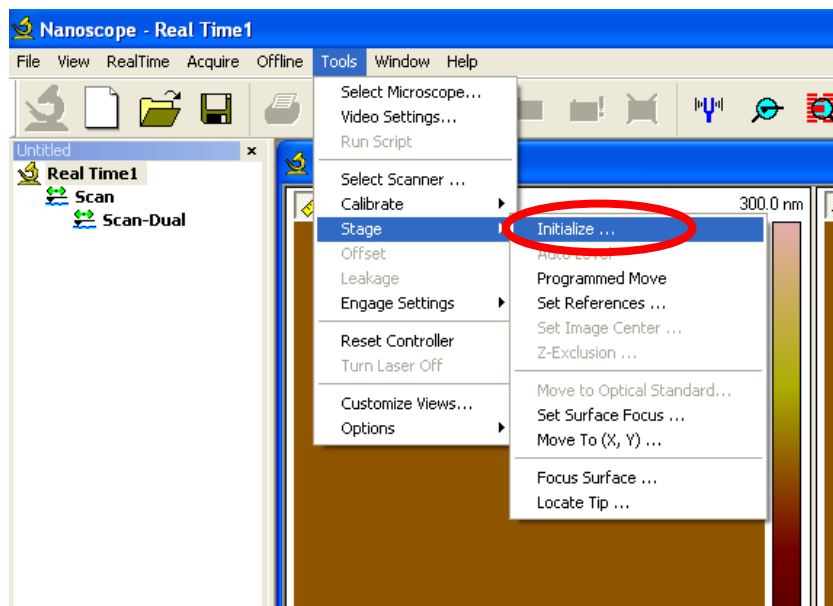 Nanoscope - Real Time1
File View RealTime Acquire Offline Tools Window Help
Untitled
Real Time1
Scan
Scan-Dual
Select Microscope...
Video Settings...
Run Script
Select Scanner ...
Calibrate
Stage
Offset
Leakage
Engage Settings
Reset Controller
Turn Laser Off
Customize Views...
Options
300.0 nm
Initialize ...
Auto Level
Programmed Move
Set References ...
Set Image Center ...
Z-Exclusion ...
Move to Optical Standard...
Set Surface Focus ...
Move To (X, Y) ...
Focus Surface ...
Locate Tip ...